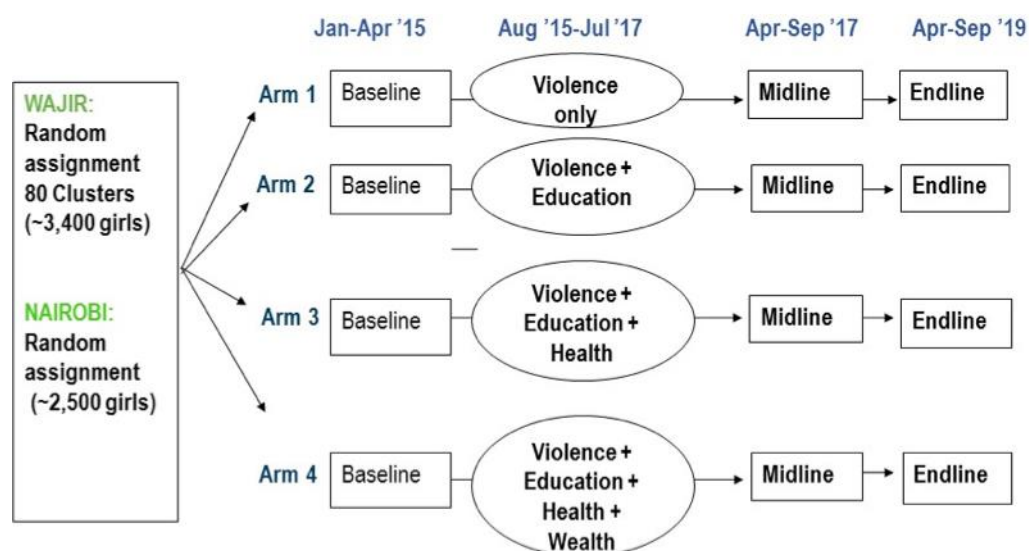 Jan-Apr ’15
Aug ’15-Jul ’17
Apr-Sep ’17
Apr-Sep ’19
WAJIR:
Random
assignment
80 Clusters
(~3,400 girls)
NAIROBI:
Random
assignment
(~2,500 girls)
Arm 1
Baseline
Violence
only
Midline
Endline
Arm 2
Baseline
Violence +
Education
Midline
Endline
Arm 3
Baseline
Violence +
Education +
Health
Midline
Endline
Arm 4
Baseline
Violence +
Education +
Health +
Wealth
Midline
Endline